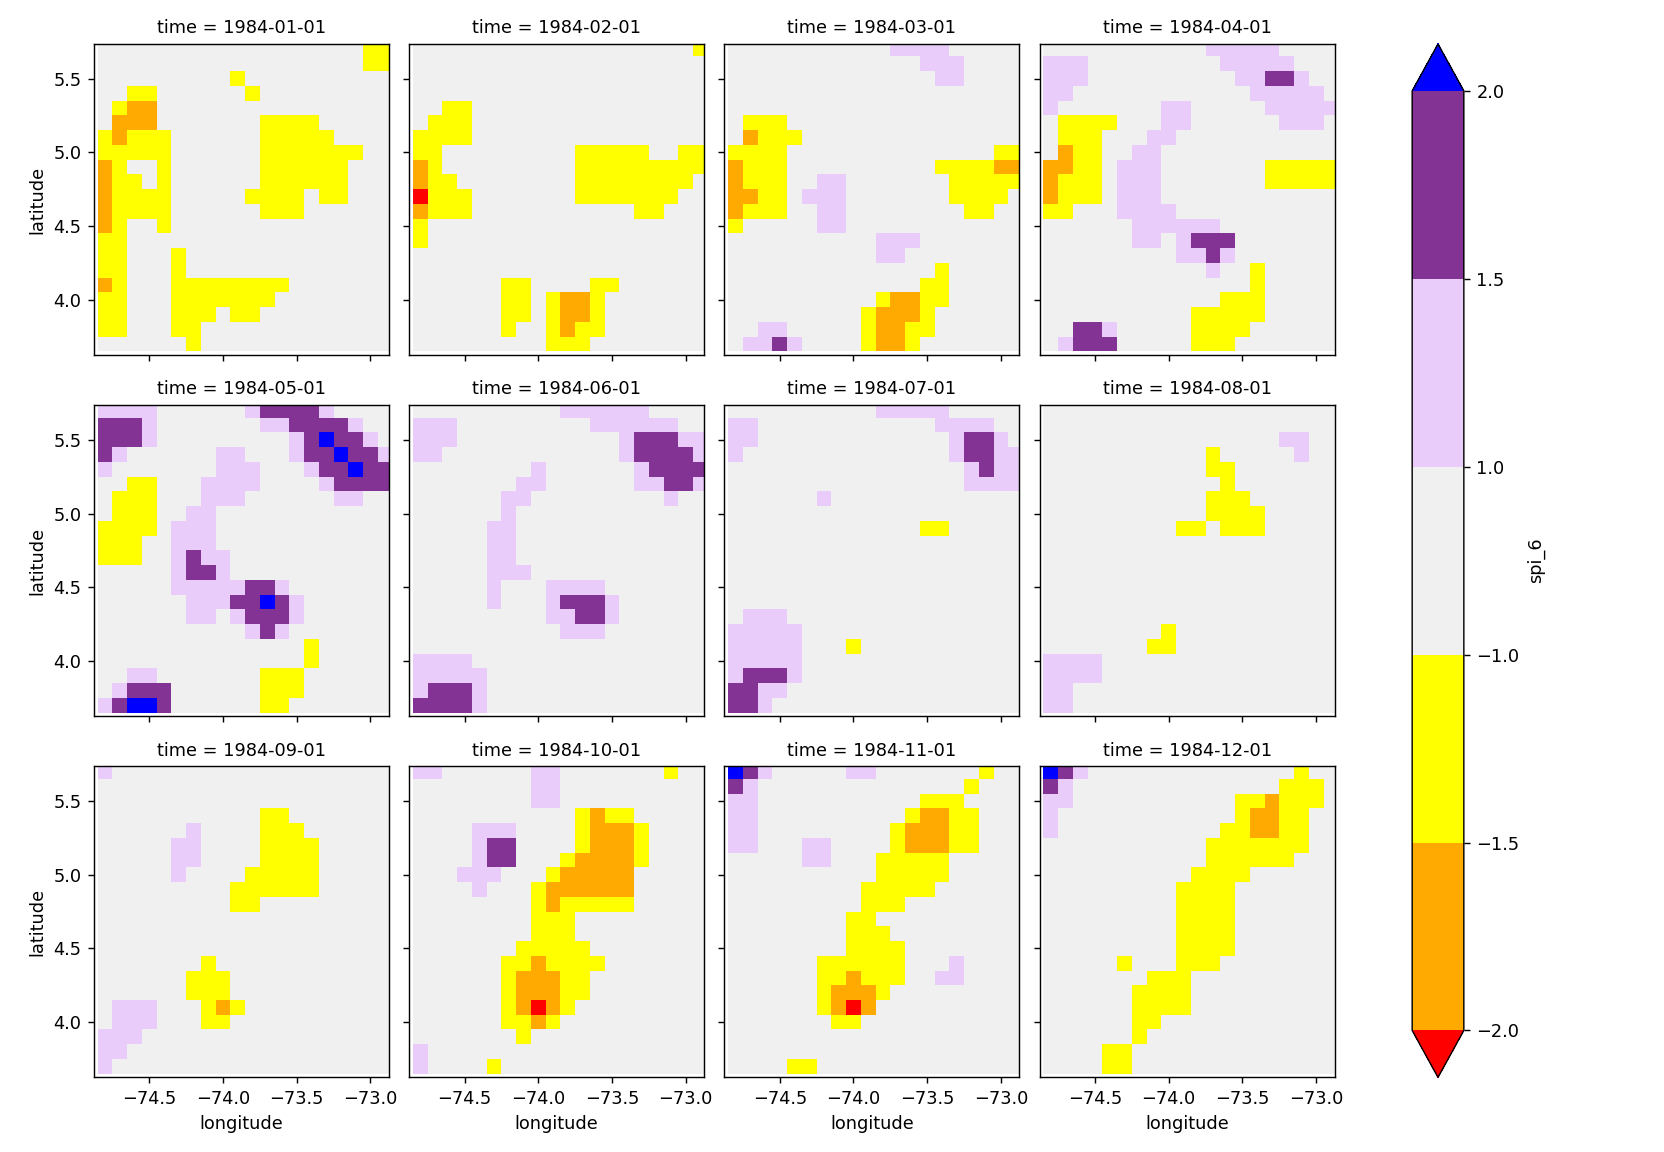 time = 1984-01-01
time = 1984-02-01
time = 1984-03-01
time = 1984-04-01
latitude
5.5
5.0
4.5
4.0
time = 1984-05-01
time = 1984-06-01
time = 1984-07-01
time = 1984-08-01
latitude
5.5
5.0
4.5
4.0
time = 1984-09-01
time = 1984-10-01
time = 1984-11-01
time = 1984-12-01
latitude
5.5
5.0
4.5
4.0
−74.5 −74.0 −73.5 −73.0
longitude
−74.5 −74.0 −73.5 −73.0
longitude
−74.5 −74.0 −73.5 −73.0
longitude
−74.5 −74.0 −73.5 −73.0
longitude
2.0
1.5
1.0
−1.0
−1.5
−2.0
spi_6